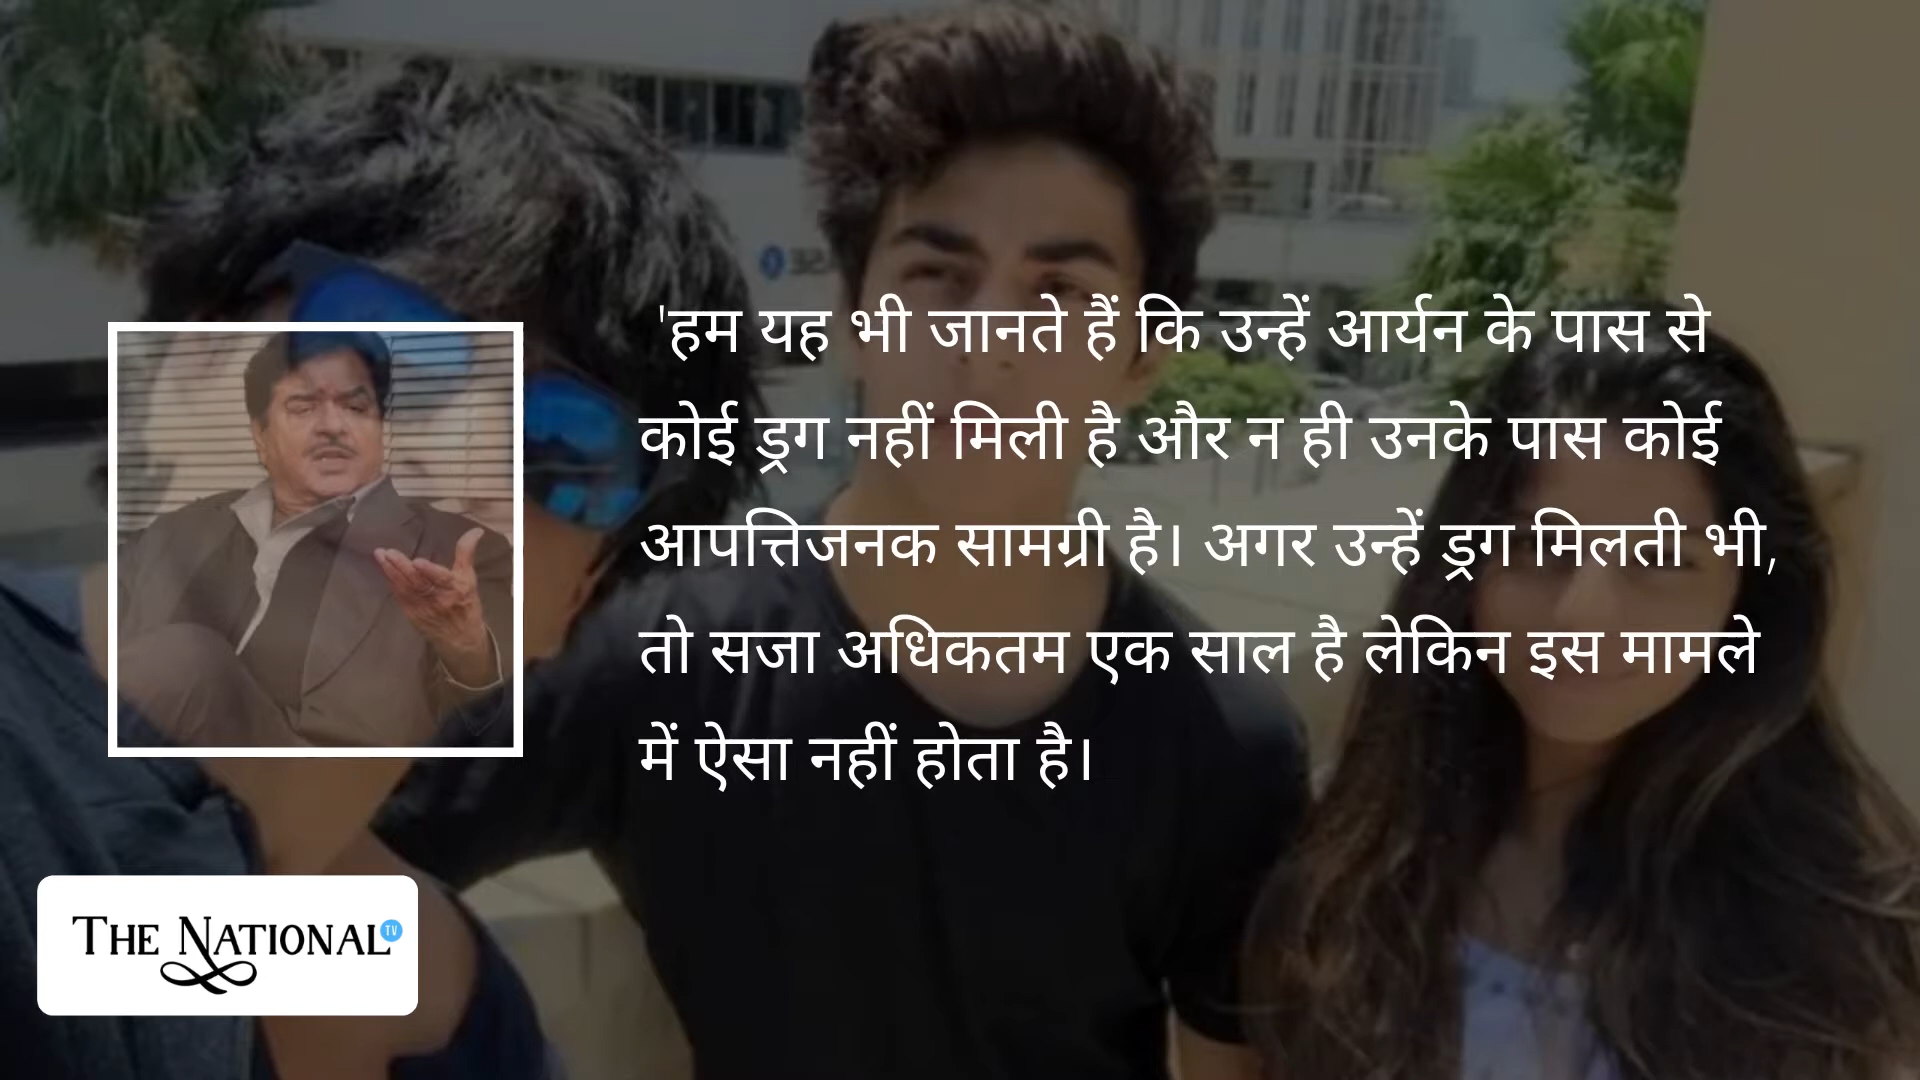 'हम यह भी जानते हैं कि उन्हें आर्यन के पास से
कोई ड्रग नहीं मिली है और न ही उनके पास कोई
आपत्तिजनक सामग्री है। अगर उन्हें ड्रग मिलती भी,
तो सजा अधिकतम एक साल है लेकिन इस मामले
में ऐसा नहीं होता है।
THE NATIONAL TV